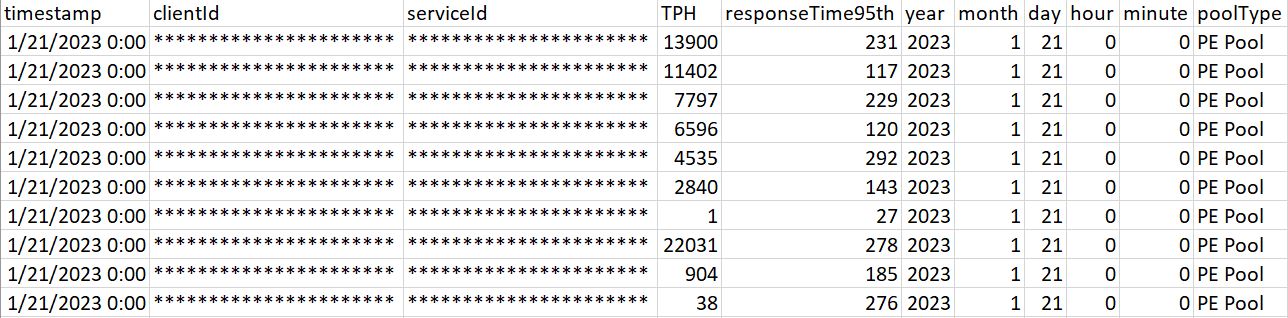 timestamp clientId serviceId TPH responseTime95th year month day hour minute poolType
1/21/2023 0:00 ********************** ********************** 13900 231 2023 1 21 0 0 PE Pool
1/21/2023 0:00 ********************** ********************** 11402 117 2023 1 21 0 0 PE Pool
1/21/2023 0:00 ********************** ********************** 7797 229 2023 1 21 0 0 PE Pool
1/21/2023 0:00 ********************** ********************** 6596 120 2023 1 21 0 0 PE Pool
1/21/2023 0:00 ********************** ********************** 4535 292 2023 1 21 0 0 PE Pool
1/21/2023 0:00 ********************** ********************** 2840 143 2023 1 21 0 0 PE Pool
1/21/2023 0:00 ********************** ********************** 1 27 2023 1 21 0 0 PE Pool
1/21/2023 0:00 ********************** ********************** 22031 278 2023 1 21 0 0 PE Pool
1/21/2023 0:00 ********************** ********************** 904 185 2023 1 21 0 0 PE Pool
1/21/2023 0:00 ********************** ********************** 38 276 2023 1 21 0 0 PE Pool